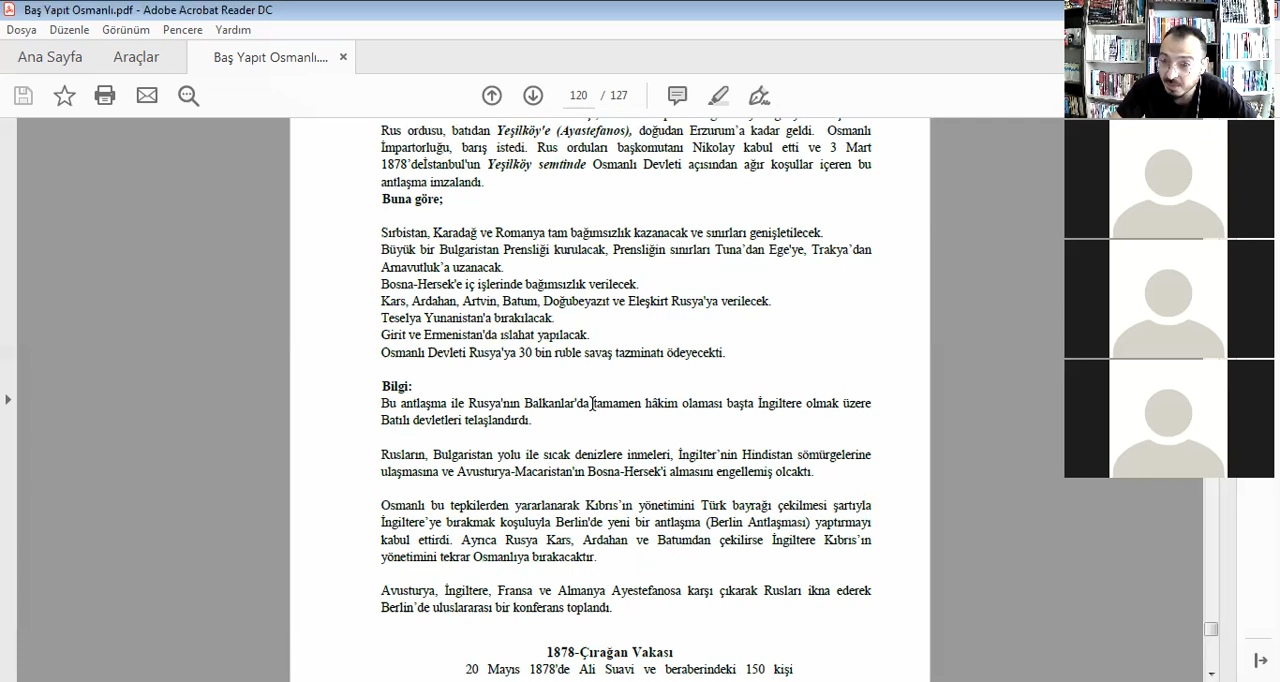 Baş Yapıt Osmanlı.pdf - Adobe Acrobat Reader DC
Dosya Düzenle Görünüm Pencere Yardım
Ana Sayfa Araçlar Baş Yapıt Osmanlı.... ×
120 / 127
Rus ordusu, batıdan Yeşilköy'e (Ayastefanos), doğudan Erzurum'a kadar geldi. Osmanlı
İmpartorluğu, barış istedi. Rus orduları başkomutanı Nikolay kabul etti ve 3 Mart
1878'deİstanbul'un Yeşilköy semtinde Osmanlı Devleti açısından ağır koşullar içeren bu
antlaşma imzalandı.
Buna göre;
Sırbistan, Karadağ ve Romanya tam bağımsızlık kazanacak ve sınırları genişletilecek.
Büyük bir Bulgaristan Prensliği kurulacak, Prensliğin sınırları Tuna'dan Ege'ye, Trakya'dan
Arnavutluk'a uzanacak.
Bosna-Hersek'e iç işlerinde bağımsızlık verilecek.
Kars, Ardahan, Artvin, Batum, Doğubeyazıt ve Eleşkirt Rusya'ya verilecek.
Teselya Yunanistan'a bırakılacak.
Girit ve Ermenistan'da ıslahat yapılacak.
Osmanlı Devleti Rusya'ya 30 bin ruble savaş tazminatı ödeyecekti.
Bilgi:
Bu antlaşma ile Rusya'nın Balkanlar'da tamamen hâkim olaması başta İngiltere olmak üzere
Batılı devletleri telaşlandırdı.
Rusların, Bulgaristan yolu ile sıcak denizlere inmeleri, İngilter'nin Hindistan sömürgelerine
ulaşmasına ve Avusturya-Macaristan'ın Bosna-Hersek'i almasını engellemiş olcaktı.
Osmanlı bu tepkilerden yararlanarak Kıbrıs'ın yönetimini Türk bayrağı çekilmesi şartıyla
İngiltere'ye bırakmak koşuluyla Berlin'de yeni bir antlaşma (Berlin Antlaşması) yaptırmayı
kabul ettirdi. Ayrıca Rusya Kars, Ardahan ve Batumdan çekilirse İngiltere Kıbrıs'ın
yönetimini tekrar Osmanlıya bırakacaktır.
Avusturya, İngiltere, Fransa ve Almanya Ayestefanosa karşı çıkarak Rusları ikna ederek
Berlin'de uluslararası bir konferans toplandı.
1878-Çırağan Vakası
20 Mayıs 1878'de Ali Suavi ve beraberindeki 150 kişi